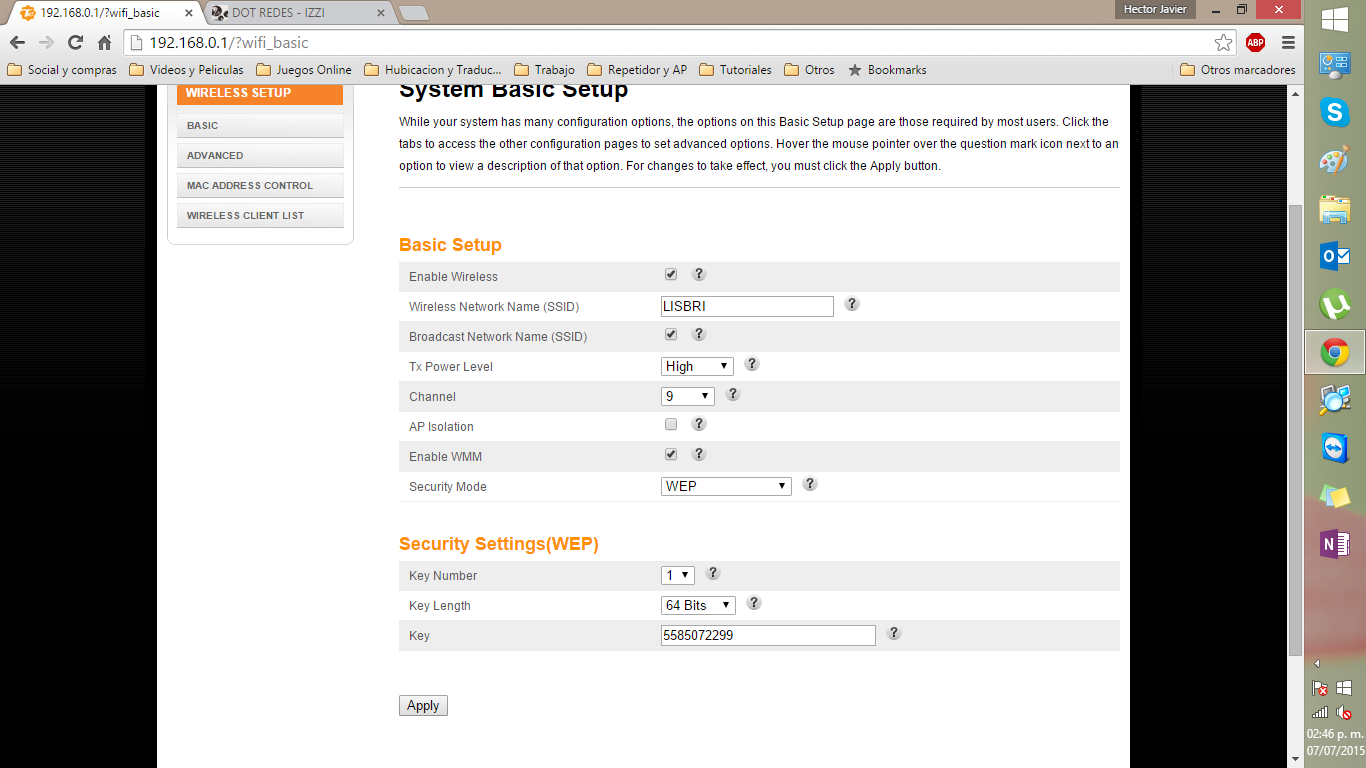 192.168.0.1/?wifi_basic
DOT REDES - IZZI
Hector Javier
192.168.0.1/?wifi_basic
ABP
Social y compras
Videos y Peliculas
Juegos Online
Hubicacion y Traduc...
Trabajo
Repetidor y AP
Tutoriales
Otros
Bookmarks
Otros marcadores
WIRELESS SETUP
BASIC
ADVANCED
MAC ADDRESS CONTROL
WIRELESS CLIENT LIST
System Basic Setup
While your system has many configuration options, the options on this Basic Setup page are those required by most users. Click the
tabs to access the other configuration pages to set advanced options. Hover the mouse pointer over the question mark icon next to an
option to view a description of that option. For changes to take effect, you must click the Apply button.
Basic Setup
Enable Wireless ?
Wireless Network Name (SSID) LISBRI ?
Broadcast Network Name (SSID) ?
Tx Power Level High ?
Channel 9 ?
AP Isolation ?
Enable WMM ?
Security Mode WEP ?
Security Settings(WEP)
Key Number 1 ?
Key Length 64 Bits ?
Key 5585072299 ?
Apply
02:46 p. m.
07/07/2015